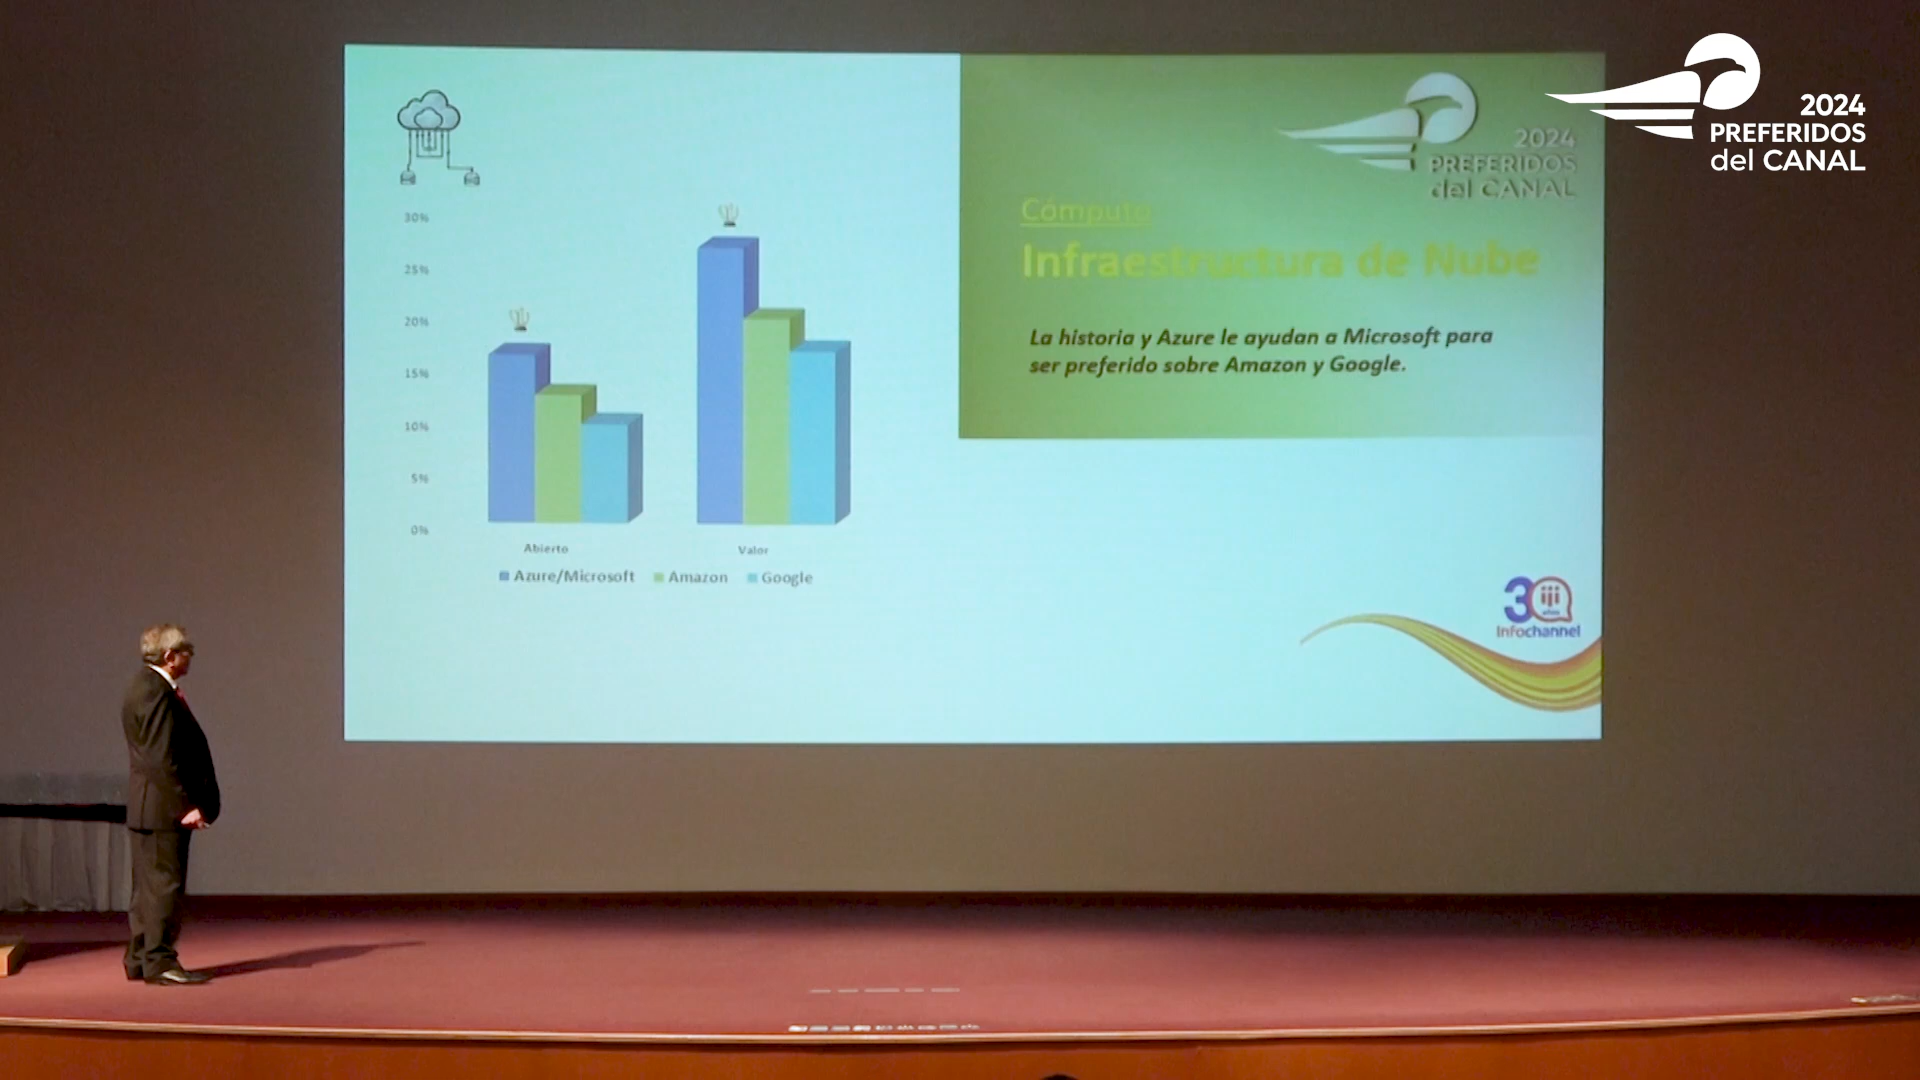 2024
PREFERIDOS
del CANAL
2024
PREFERIDOS
del CANAL
Cómputo
Infraestructura de Nube
La historia y Azure le ayudan a Microsoft para
ser preferido sobre Amazon y Google.
30%
25%
20%
15%
10%
5%
0%
Abierto Valor
Azure/Microsoft Amazon Google
30
años
Infochannel